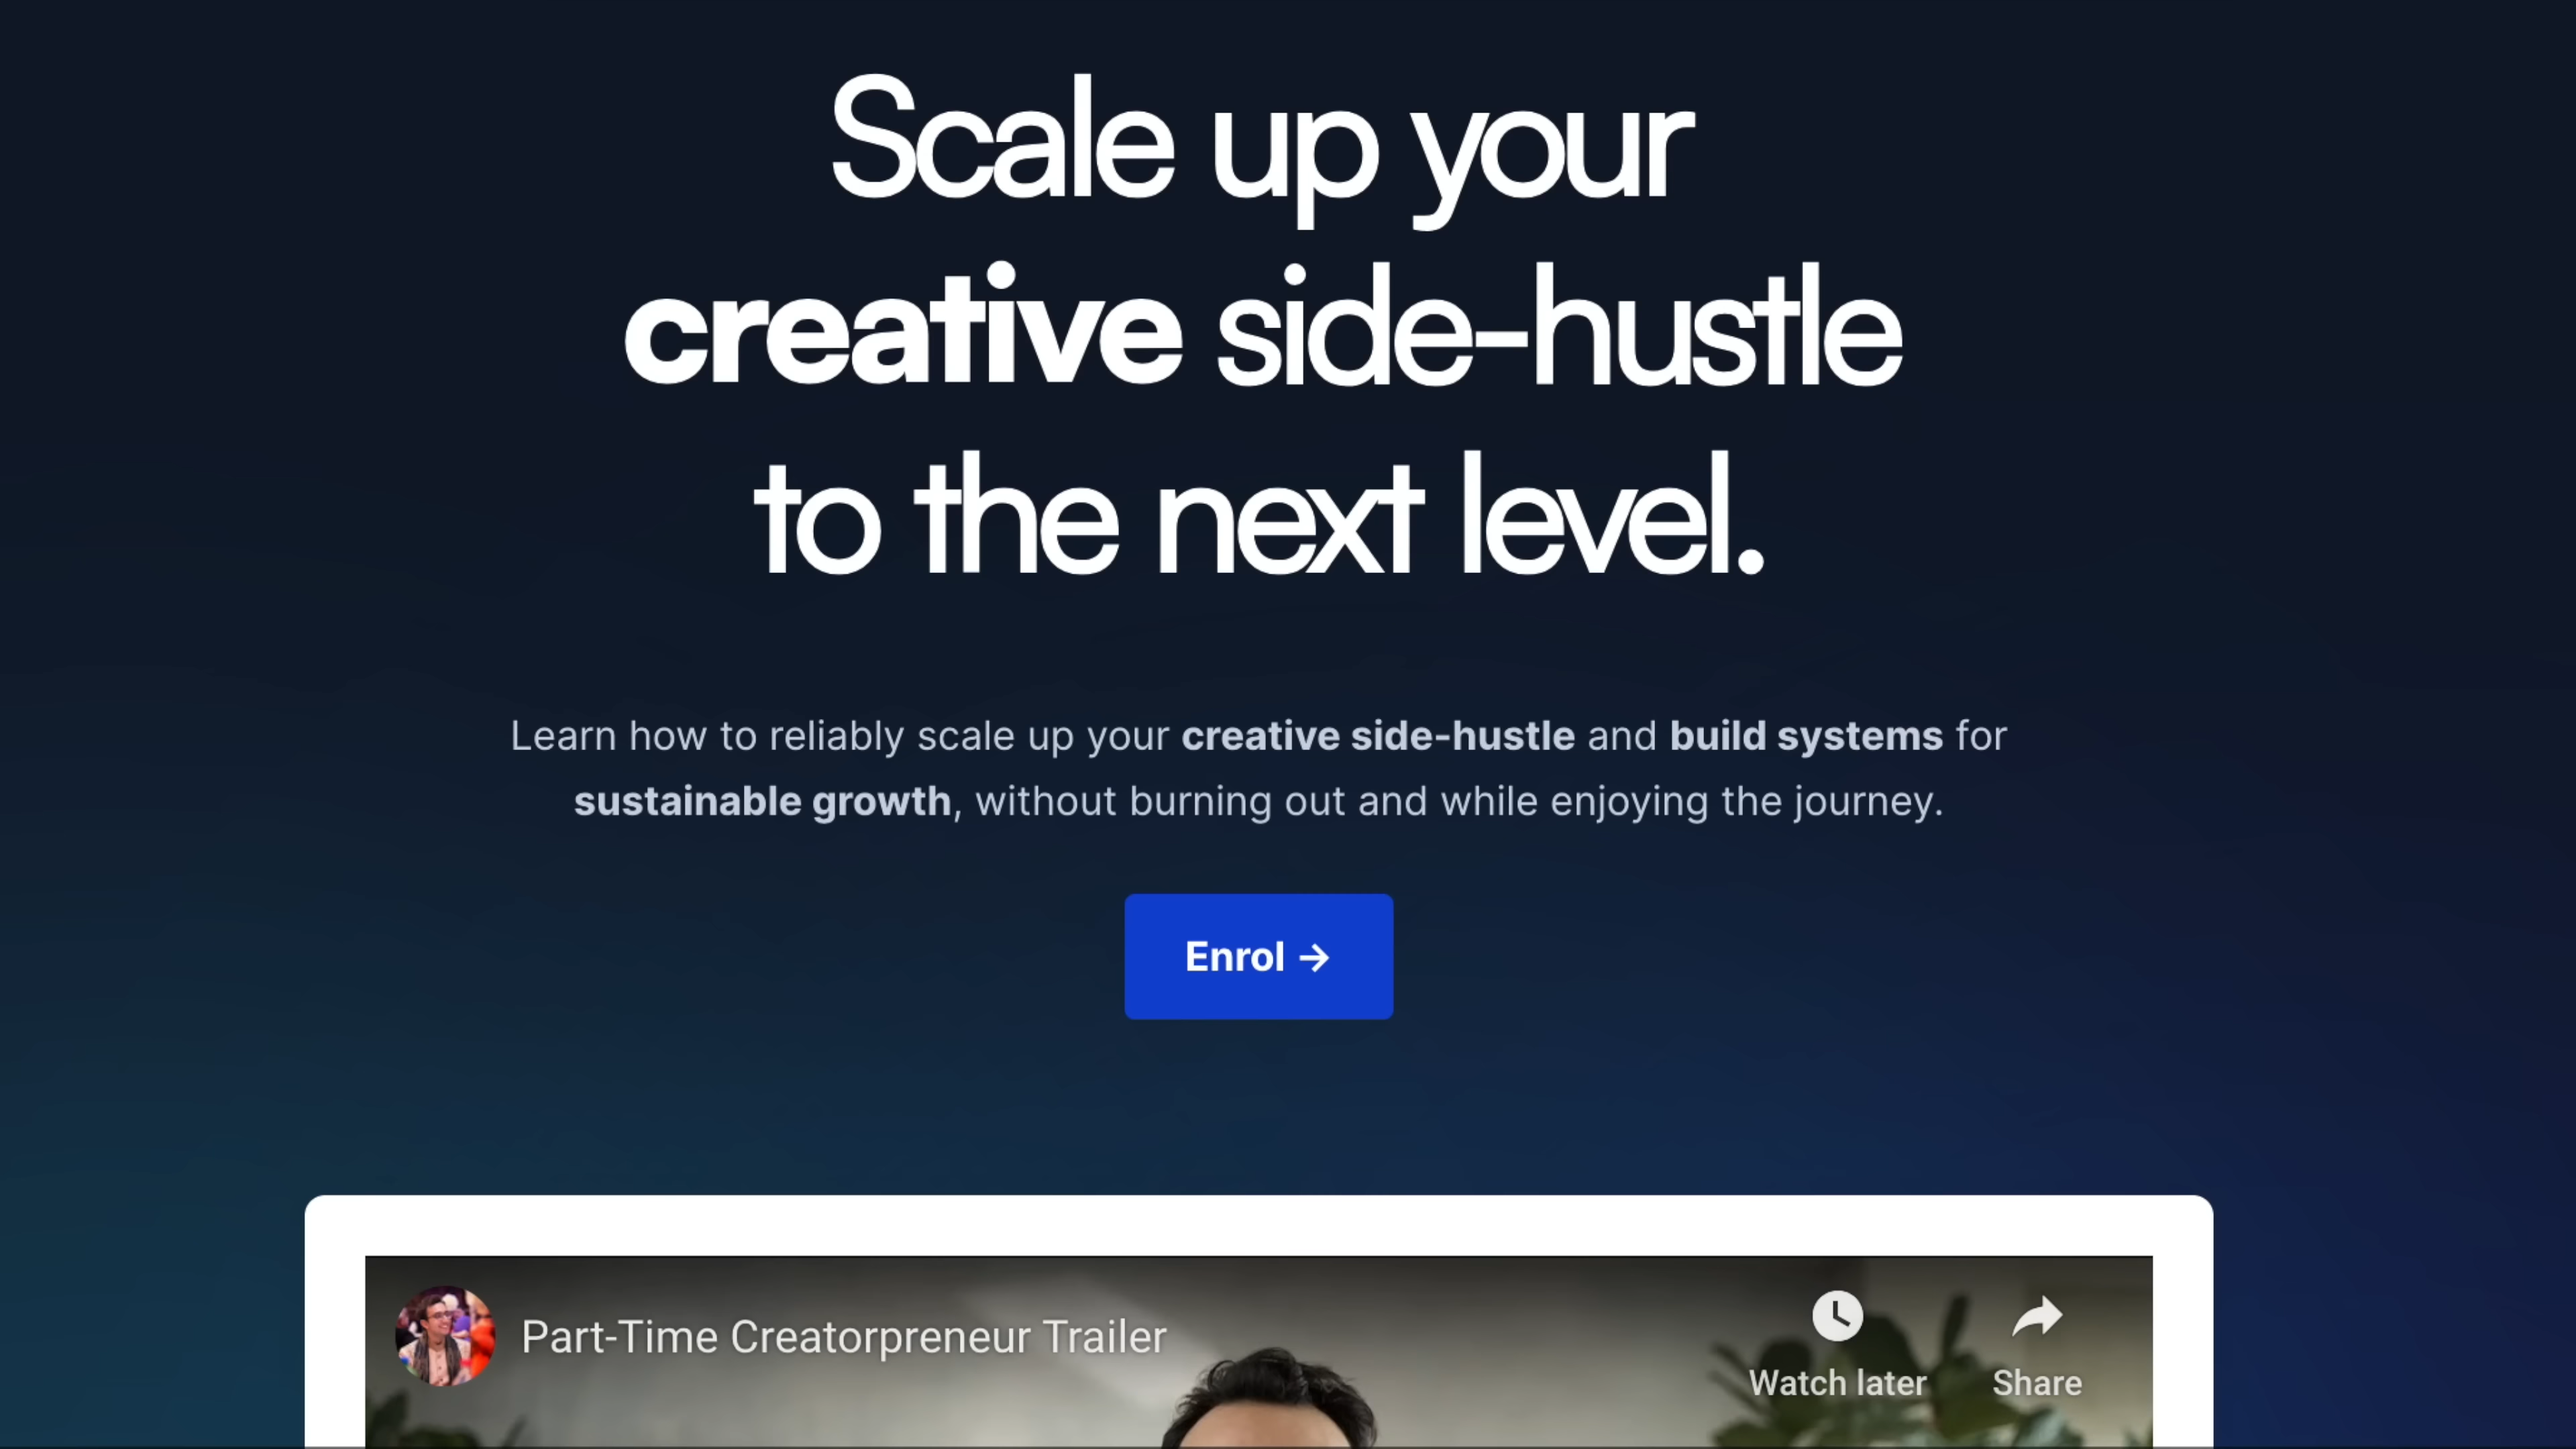 Scale up your
creative side-hustle
to the next level.
Learn how to reliably scale up your creative side-hustle and build systems for
sustainable growth, without burning out and while enjoying the journey.
Enrol →
Part-Time Creatorpreneur Trailer
Watch later
Share